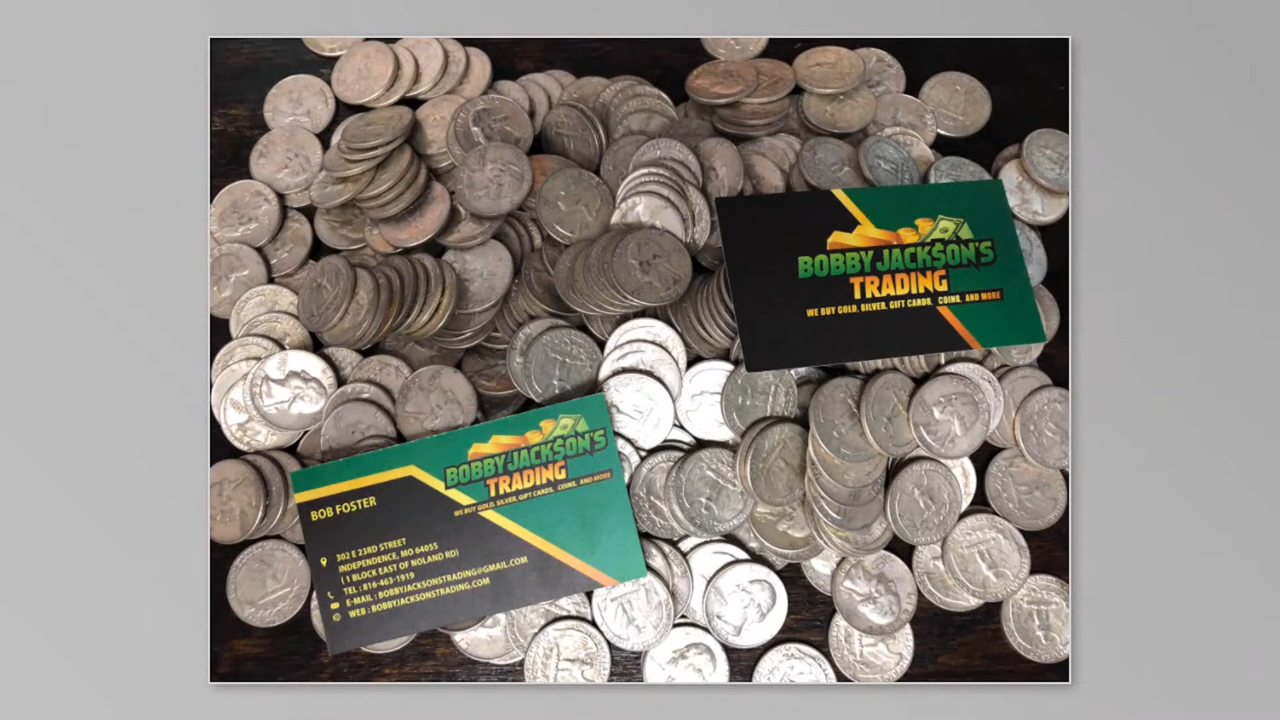 BOBBY JACK$ON'S
TRADING
WE BUY GOLD, SILVER, GIFT CARDS, COINS, AND MORE
BOBBY JACK$ON'S
TRADING
WE BUY GOLD, SILVER, GIFT CARDS, COINS, AND MORE
BOB FOSTER
302 E 23RD STREET
INDEPENDENCE, MO 64055
( 1 BLOCK EAST OF NOLAND RD)
TEL : 816-463-1919
E-MAIL : BOBBYJACKSONSTRADING@GMAIL.COM
WEB : BOBBYJACKSONSTRADING.COM